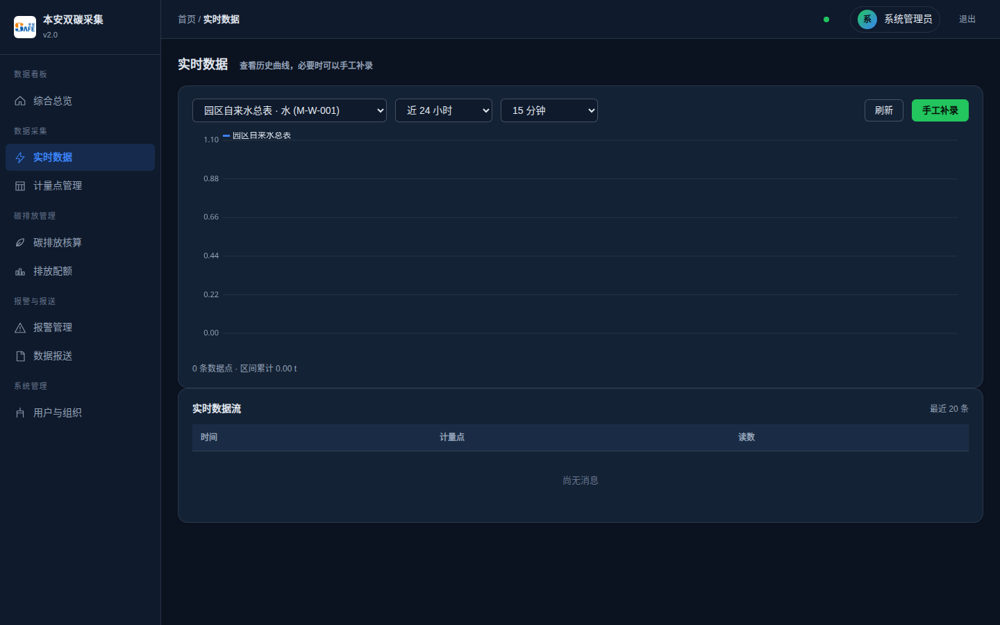 本安双碳采集
v2.0
首页 / 实时数据
系
系统管理员
退出
数据看板
综合总览
数据采集
实时数据
计量点管理
碳排放管理
碳排放核算
排放配额
报警与报送
报警管理
数据报送
系统管理
用户与组织
实时数据
查看历史曲线，必要时可以手工补录
园区自来水总表 · 水 (M-W-001)
近 24 小时
15 分钟
刷新
手工补录
园区自来水总表
1.10
0.88
0.66
0.44
0.22
0.00
0 条数据点 · 区间累计 0.00 t
实时数据流
最近 20 条
时间
计量点
读数
尚无消息